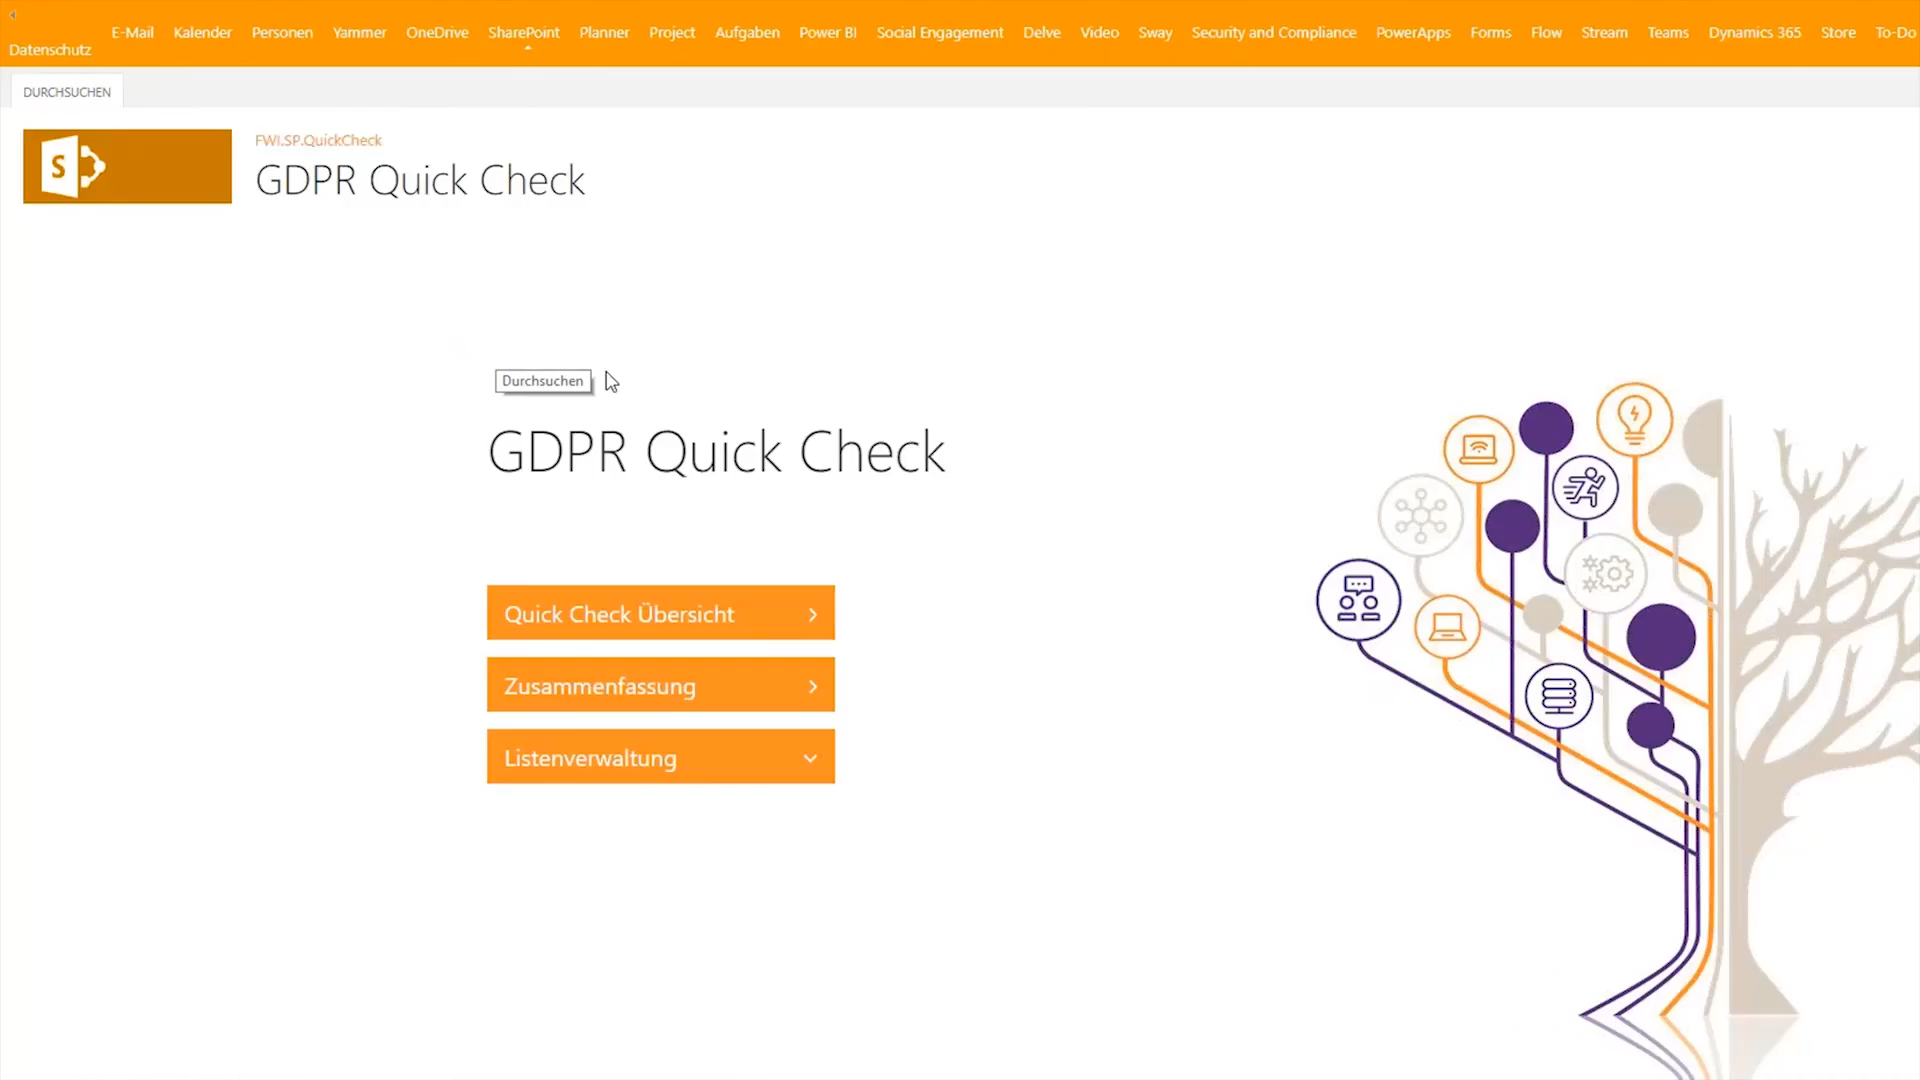 E-Mail Kalender Personen Yammer OneDrive SharePoint Planner Project Aufgaben Power BI Social Engagement Delve Video Sway Security and Compliance PowerApps Forms Flow Stream Teams Dynamics 365 Store To-Do
Datenschutz
DURCHSUCHEN
S
FWI.SP.QuickCheck
GDPR Quick Check
Durchsuchen
GDPR Quick Check
Quick Check Übersicht
Zusammenfassung
Listenverwaltung